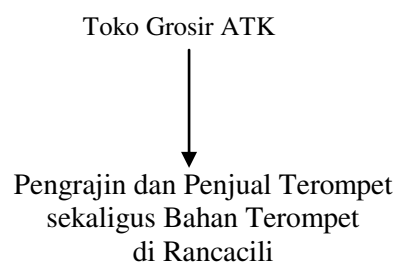 Toko Grosir ATK
Pengrajin dan Penjual Terompet
sekaligus Bahan Terompet
di Rancacili